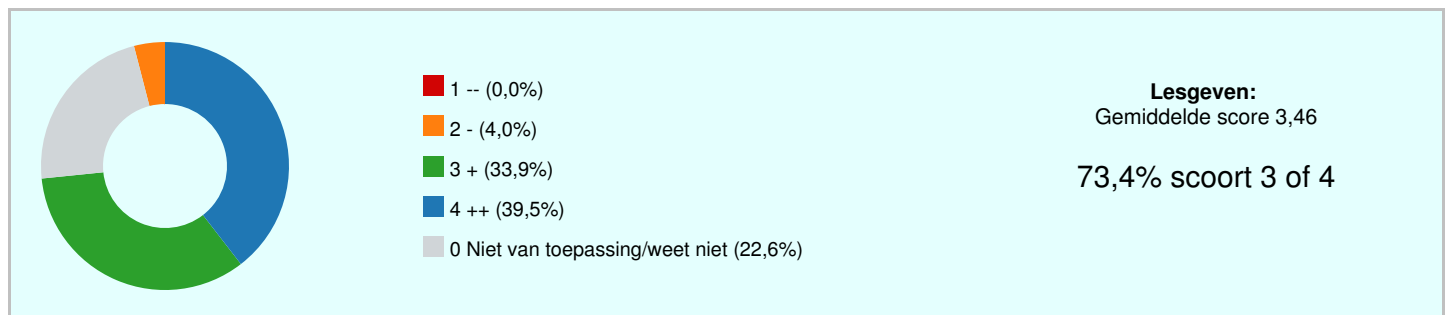 1 -- (0,0%)
2 - (4,0%)
3 + (33,9%)
4 ++ (39,5%)
0 Niet van toepassing/weet niet (22,6%)
Lesgeven:
Gemiddelde score 3,46
73,4% scoort 3 of 4